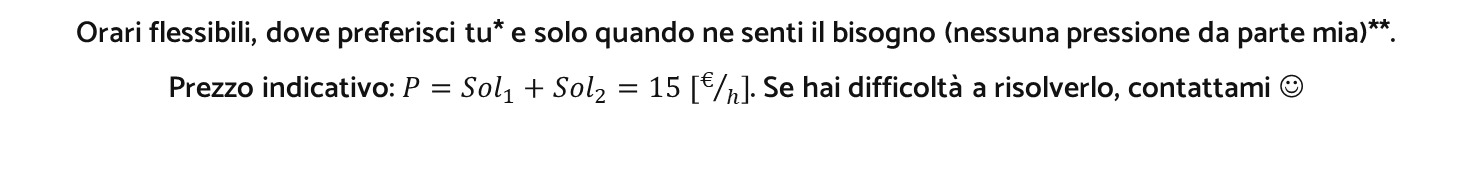 Orari flessibili, dove preferisci tu* e solo quando ne senti il bisogno (nessuna pressione da parte mia)**.
Prezzo indicativo: P = Sol₁ + Sol₂ = 15 [€/h]. Se hai difficoltà a risolverlo, contattami ☺